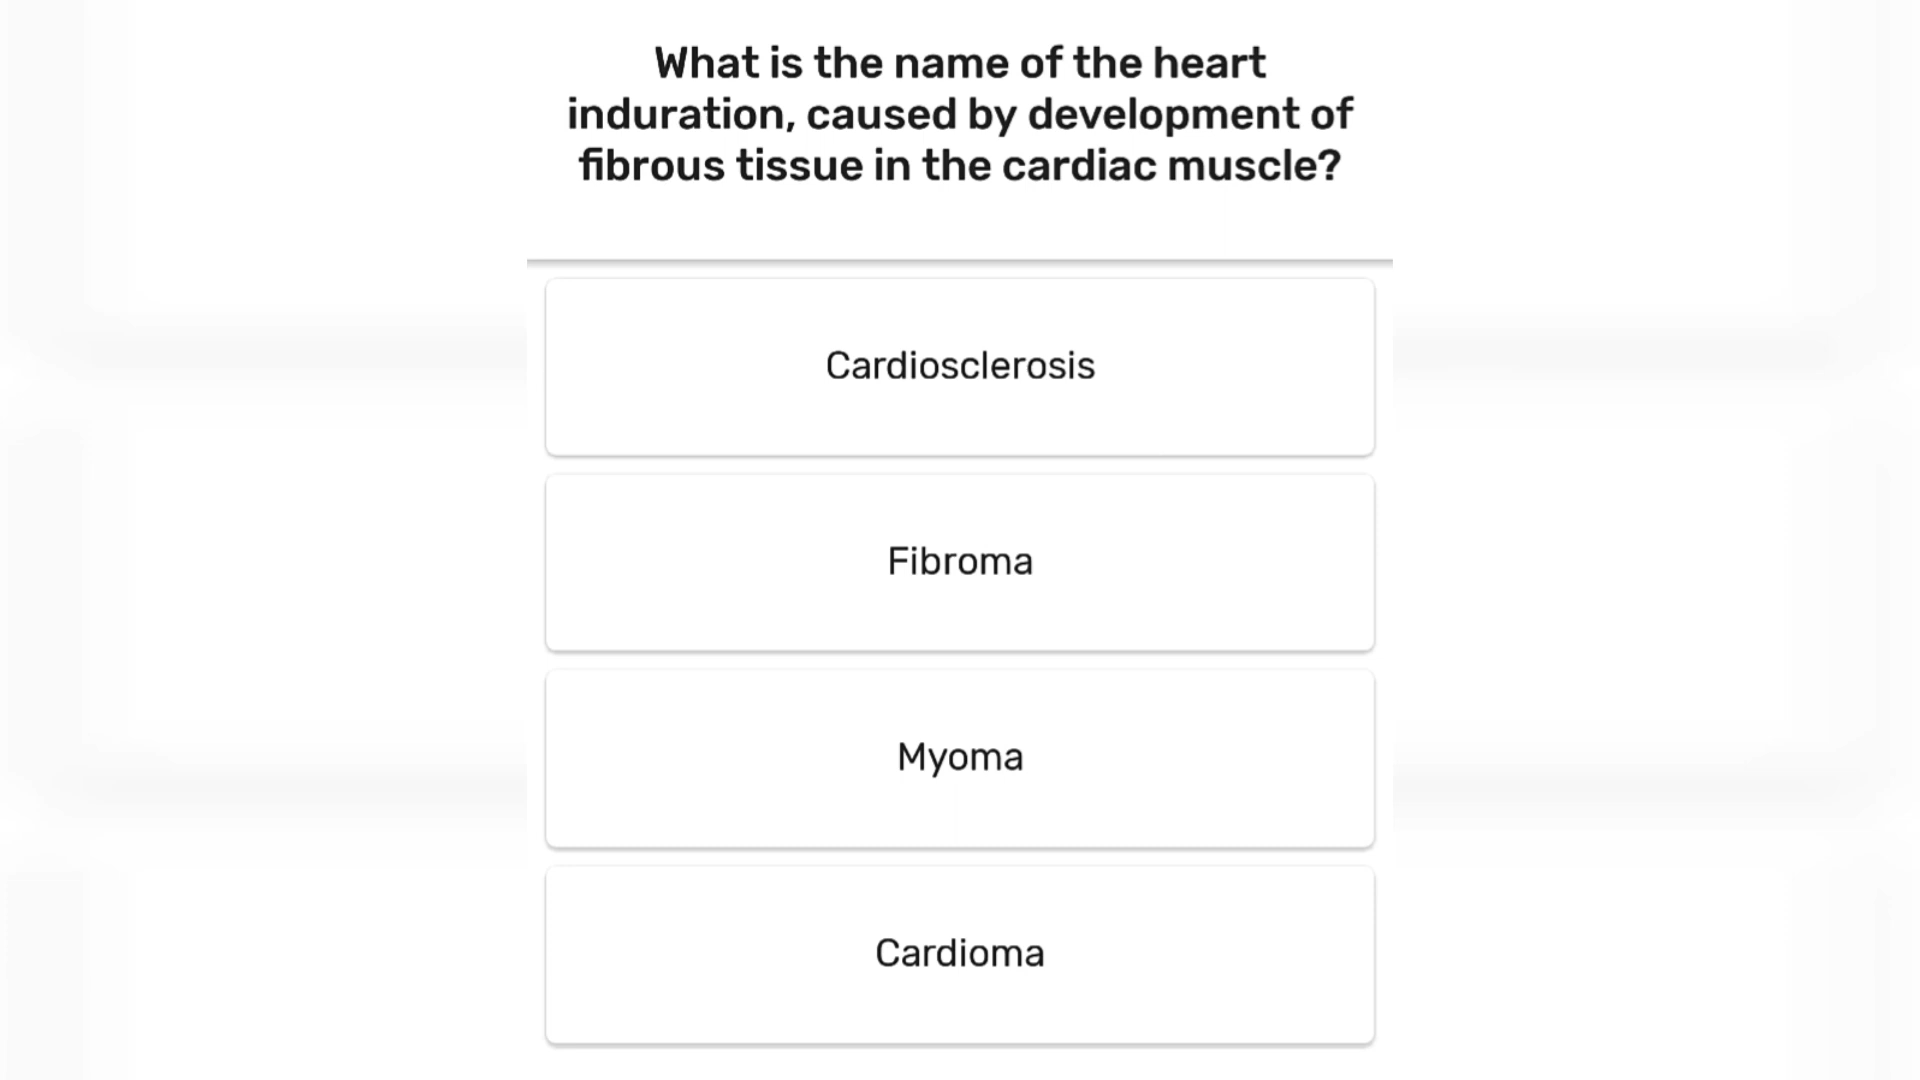 What is the name of the heart
induration, caused by development of
fibrous tissue in the cardiac muscle?
Cardiosclerosis
Fibroma
Myoma
Cardioma